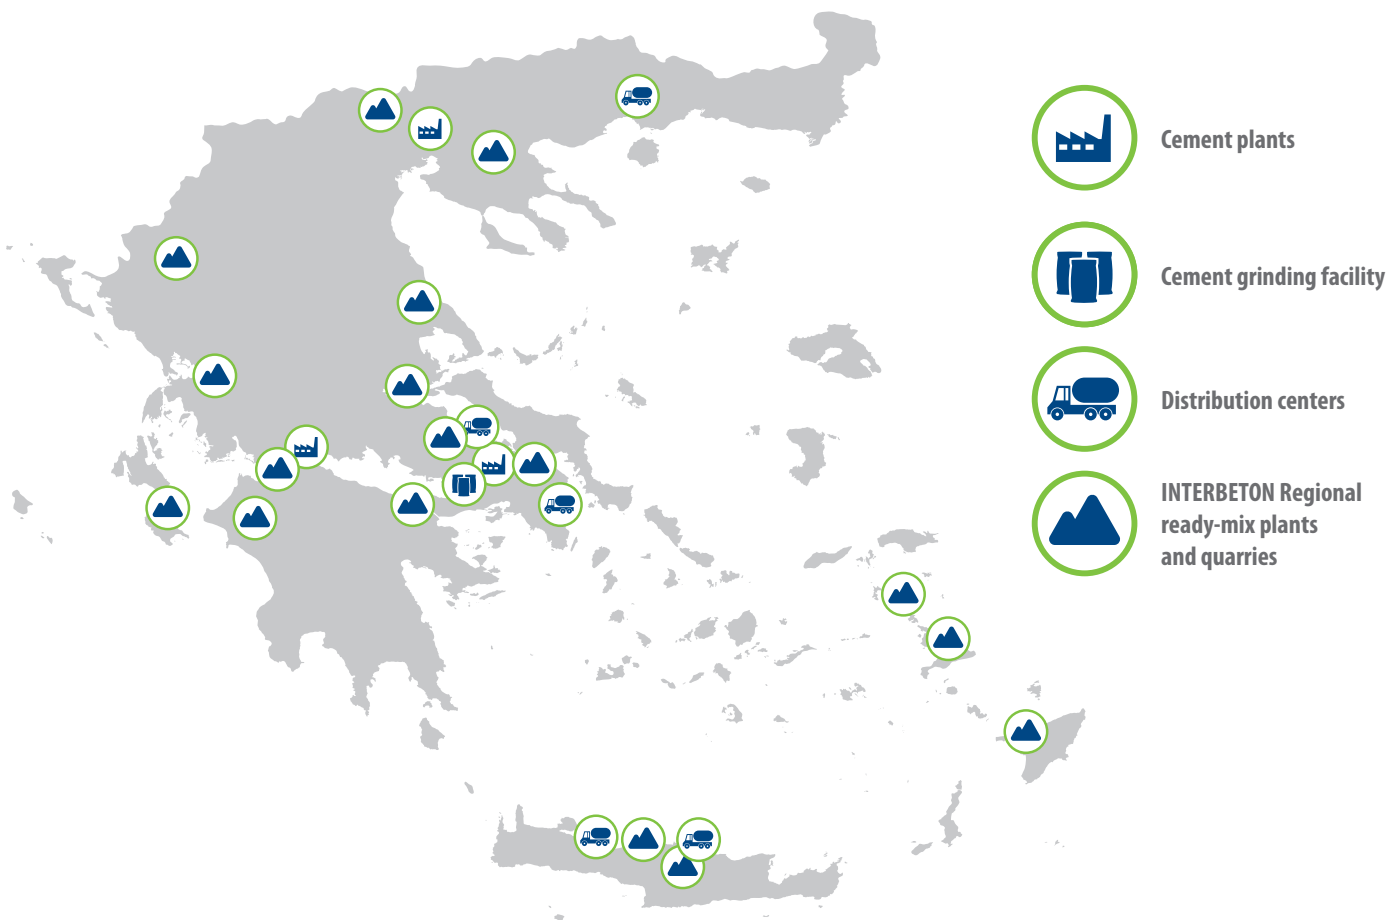 Cement plants
Cement grinding facility
Distribution centers
INTERBETON Regional
ready-mix plants
and quarries